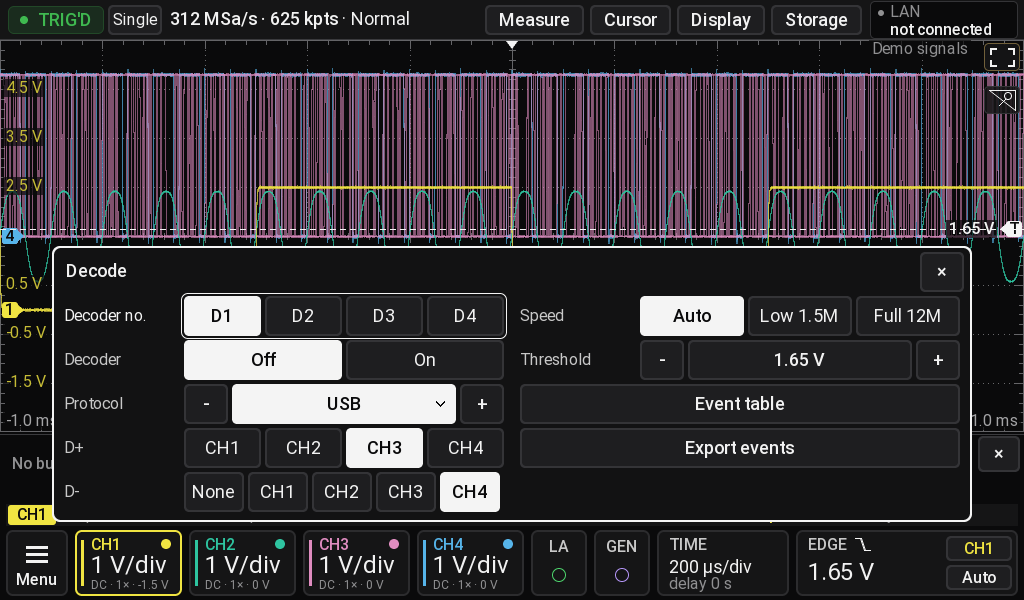 TRIG'D Single 312 MSa/s · 625 kpts · Normal Measure Cursor Display Storage LAN
not connected
Demo signals
4.5 V
3.5 V
2.5 V
4 1.65 V T
0.5 V
1
-0.5 V
-1.5 V
-1.0 ms 1.0 ms
Decode ×
Decoder no. D1 D2 D3 D4 Speed Auto Low 1.5M Full 12M
Decoder Off On Threshold - 1.65 V +
Protocol - USB + Event table
D+ CH1 CH2 CH3 CH4 Export events
D- None CH1 CH2 CH3 CH4
No bu ×
CH1
Menu
CH1
1 V/div
DC · 1× · -1.5 V
CH2
1 V/div
DC · 1× · 0 V
CH3
1 V/div
DC · 1× · 0 V
CH4
1 V/div
DC · 1× · 0 V
LA
GEN
TIME
200 µs/div
delay 0 s
EDGE
1.65 V
CH1
Auto